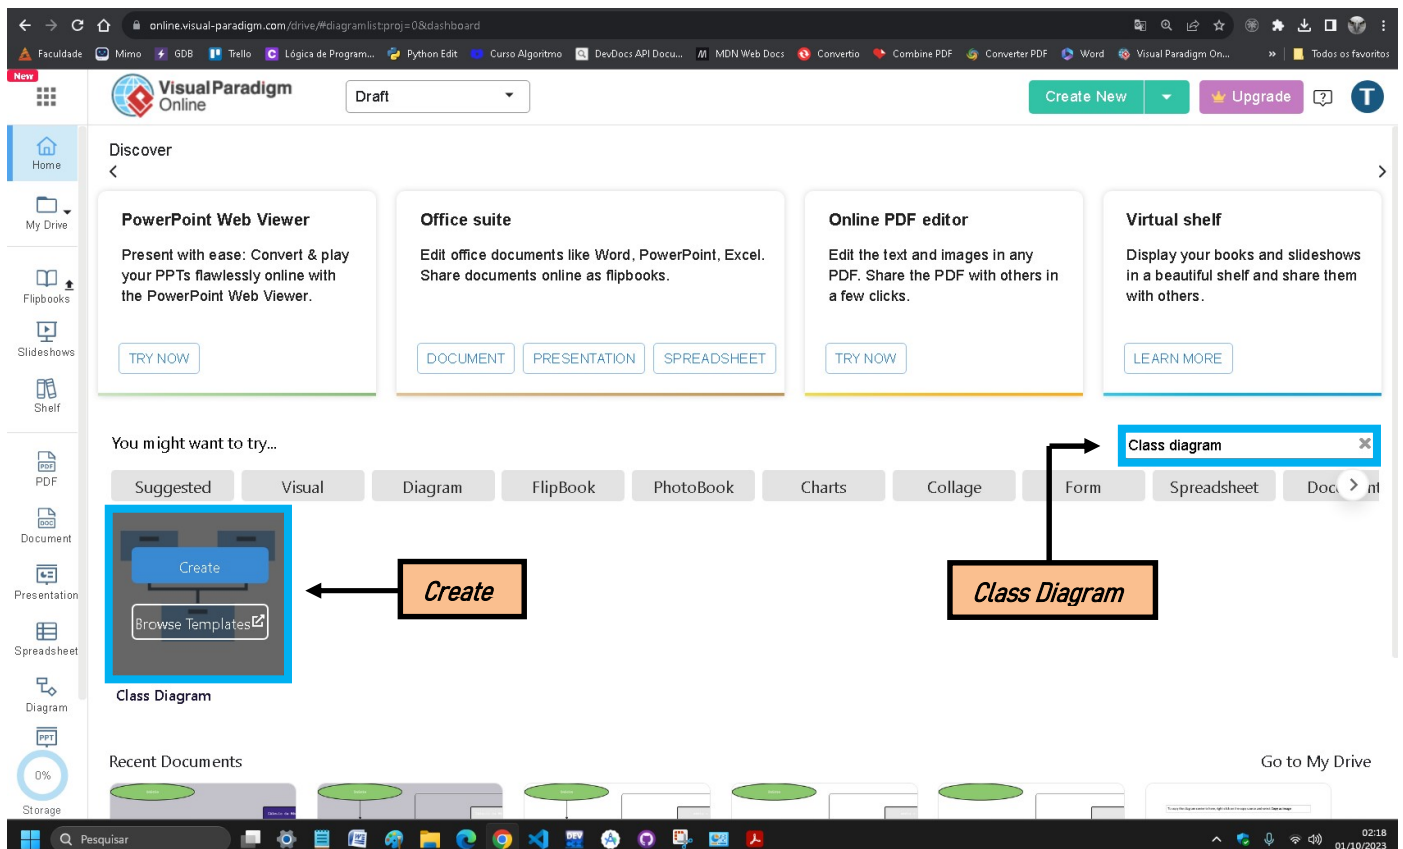 online.visual-paradigm.com/drive/#diagramlist:proj=0&dashboard
Faculdade
Mimo
GDB
Trello
Lógica de Program...
Python Edit
Curso Algoritmo
DevDocs API Docu...
MDN Web Docs
Convertio
Combine PDF
Converter PDF
Word
Visual Paradigm On...
»
Todos os favoritos
New
Visual Paradigm
Online
Draft
Create New
Upgrade
T
Home
My Drive
Flipbooks
Slideshows
Shelf
PDF
PDF
DOC
Document
Presentation
Spreadsheet
Diagram
PPT
0%
Storage
Discover
PowerPoint Web Viewer
Present with ease: Convert & play
your PPTs flawlessly online with
the PowerPoint Web Viewer.
TRY NOW
Office suite
Edit office documents like Word, PowerPoint, Excel.
Share documents online as flipbooks.
DOCUMENT
PRESENTATION
SPREADSHEET
Online PDF editor
Edit the text and images in any
PDF. Share the PDF with others in
a few clicks.
TRY NOW
Virtual shelf
Display your books and slideshows
in a beautiful shelf and share them
with others.
LEARN MORE
You might want to try...
Class diagram
Suggested
Visual
Diagram
FlipBook
PhotoBook
Charts
Collage
Form
Spreadsheet
Create
Browse Templates
Class Diagram
Create
Class Diagram
Recent Documents
Go to My Drive
Pesquisar
02:18
01/10/2023